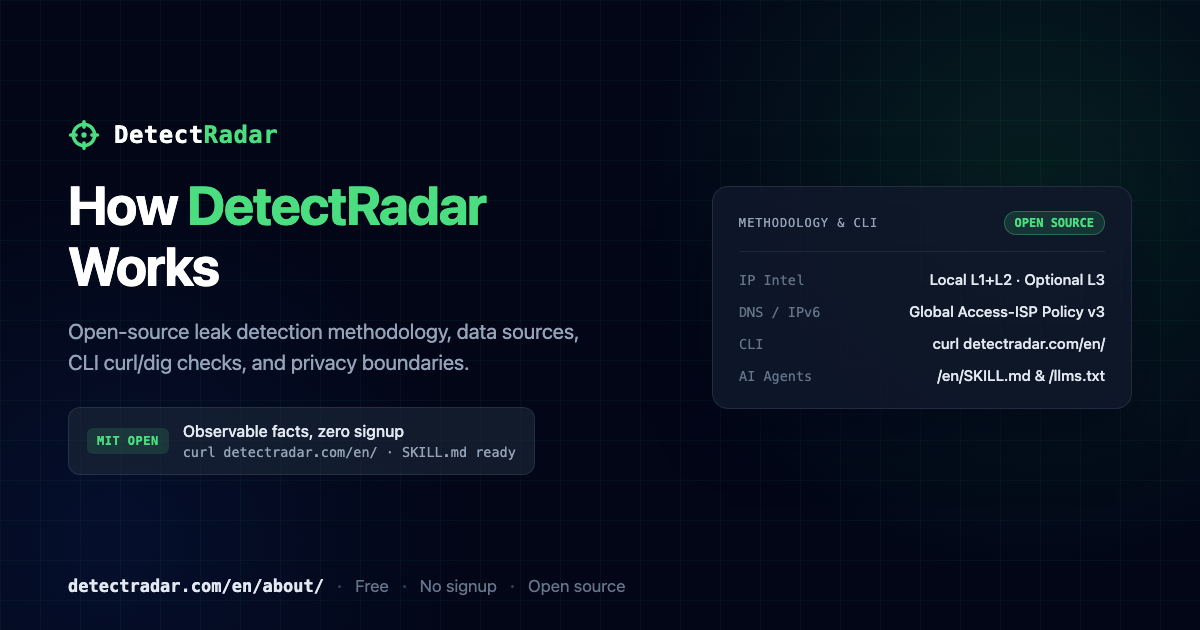 DetectRadar
How DetectRadar
Works
Open-source leak detection methodology, data sources,
CLI curl/dig checks, and privacy boundaries.
MIT OPEN
Observable facts, zero signup
curl detectradar.com/en/ · SKILL.md ready
METHODOLOGY & CLI
OPEN SOURCE
IP Intel Local L1+L2 · Optional L3
DNS / IPv6 Global Access-ISP Policy v3
CLI curl detectradar.com/en/
AI Agents /en/SKILL.md & /llms.txt
detectradar.com/en/about/ · Free · No signup · Open source